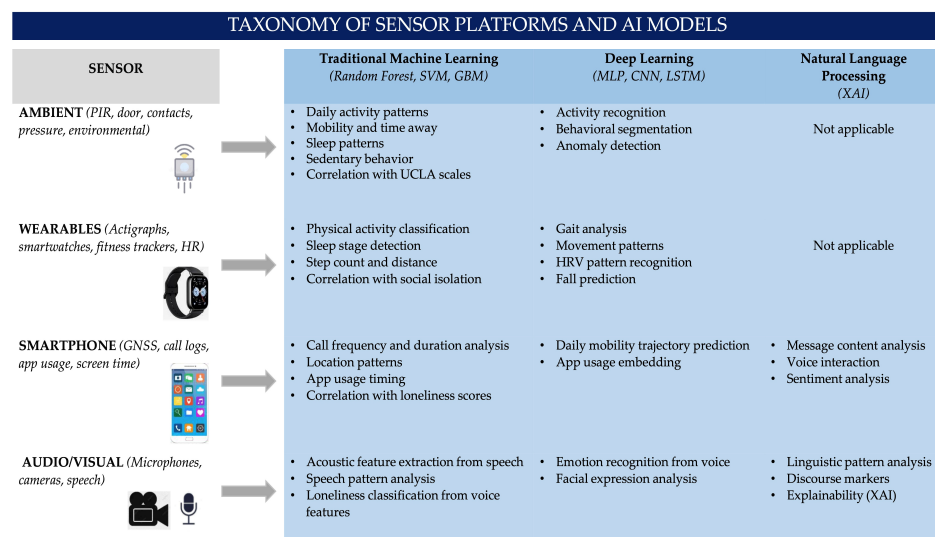 TAXONOMY OF SENSOR PLATFORMS AND AI MODELS
SENSOR
Traditional Machine Learning
(Random Forest, SVM, GBM)
Deep Learning
(MLP, CNN, LSTM)
Natural Language
Processing
(XAI)
AMBIENT (PIR, door, contacts,
pressure, environmental)
• Daily activity patterns
• Mobility and time away
• Sleep patterns
• Sedentary behavior
• Correlation with UCLA scales
• Activity recognition
• Behavioral segmentation
• Anomaly detection
Not applicable
WEARABLES (Actigraphs,
smartwatches, fitness trackers, HR)
• Physical activity classification
• Sleep stage detection
• Step count and distance
• Correlation with social isolation
• Gait analysis
• Movement patterns
• HRV pattern recognition
• Fall prediction
Not applicable
SMARTPHONE (GNSS, call logs,
app usage, screen time)
• Call frequency and duration analysis
• Location patterns
• App usage timing
• Correlation with loneliness scores
• Daily mobility trajectory prediction
• App usage embedding
• Message content analysis
• Voice interaction
• Sentiment analysis
AUDIO/VISUAL (Microphones,
cameras, speech)
• Acoustic feature extraction from speech
• Speech pattern analysis
• Loneliness classification from voice
features
• Emotion recognition from voice
• Facial expression analysis
• Linguistic pattern analysis
• Discourse markers
• Explainability (XAI)